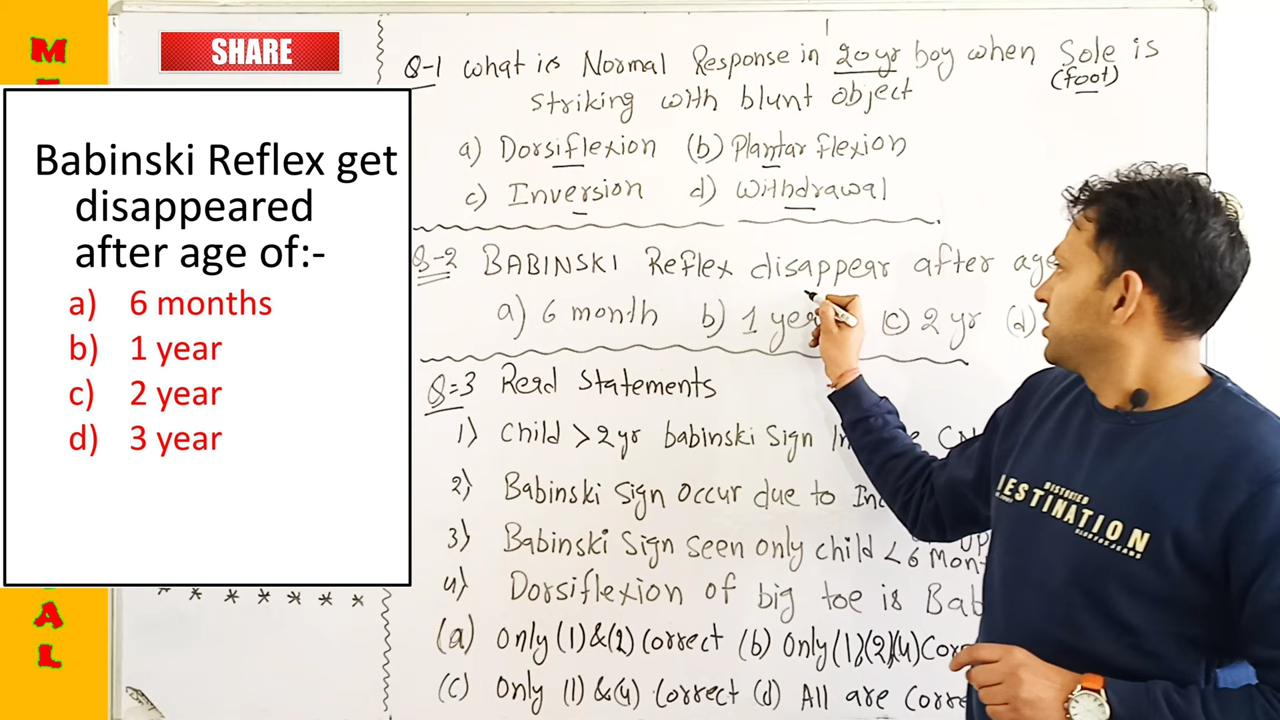 M
A
L
SHARE
Babinski Reflex get
disappeared
after age of:-
a) 6 months
b) 1 year
c) 2 year
d) 3 year
Q-1 What is Normal Response in 20 yr boy when Sole is
(foot)
striking with blunt object
a) Dorsiflexion (b) Plantar flexion
c) Inversion d) Withdrawal
Q-2 BABINSKI Reflex disappear after age
a) 6 month b) 1 year (c) 2 yr (d)
Q=3 Read Statements
1) Child > 2yr babinski Sign
2) Babinski Sign occur due to
3) Babinski Sign seen only child < 6 Mont
4) Dorsiflexion of big toe is Bab
(a) Only (1) & (2) Correct (b) Only (1)(2)(4) Corr
(c) Only (1) & (4) Correct (d) All are Corre
DISTORTED
DESTINATION